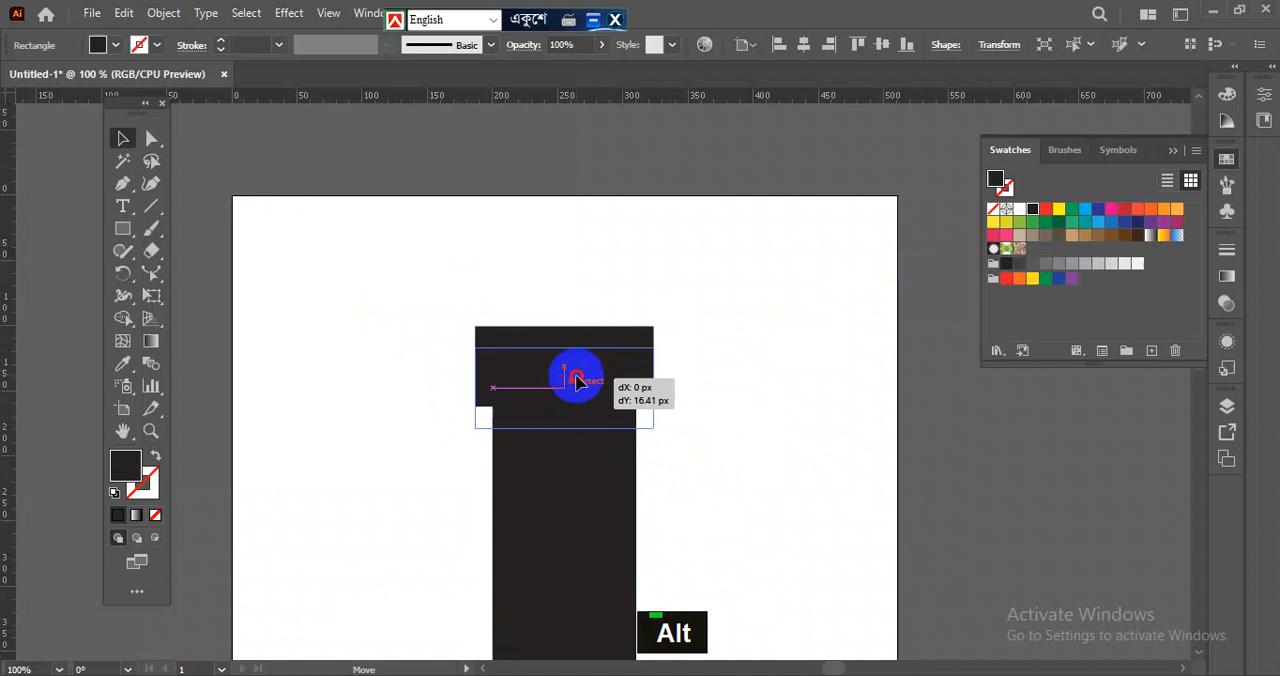 Ai File Edit Object Type Select Effect View Windo English একুশে X
Rectangle Stroke: Basic Opacity: 100% Style: Shape: Transform
Untitled-1* @ 100 % (RGB/CPU Preview) ×
150 100 50 0 50 100 150 200 250 300 350 400 450 500 550 600 650 700
Swatches Brushes Symbols
dX: 0 px
dY: 16.41 px
Alt
Activate Windows
Go to Settings to activate Windows.
100% 0° 1 Move